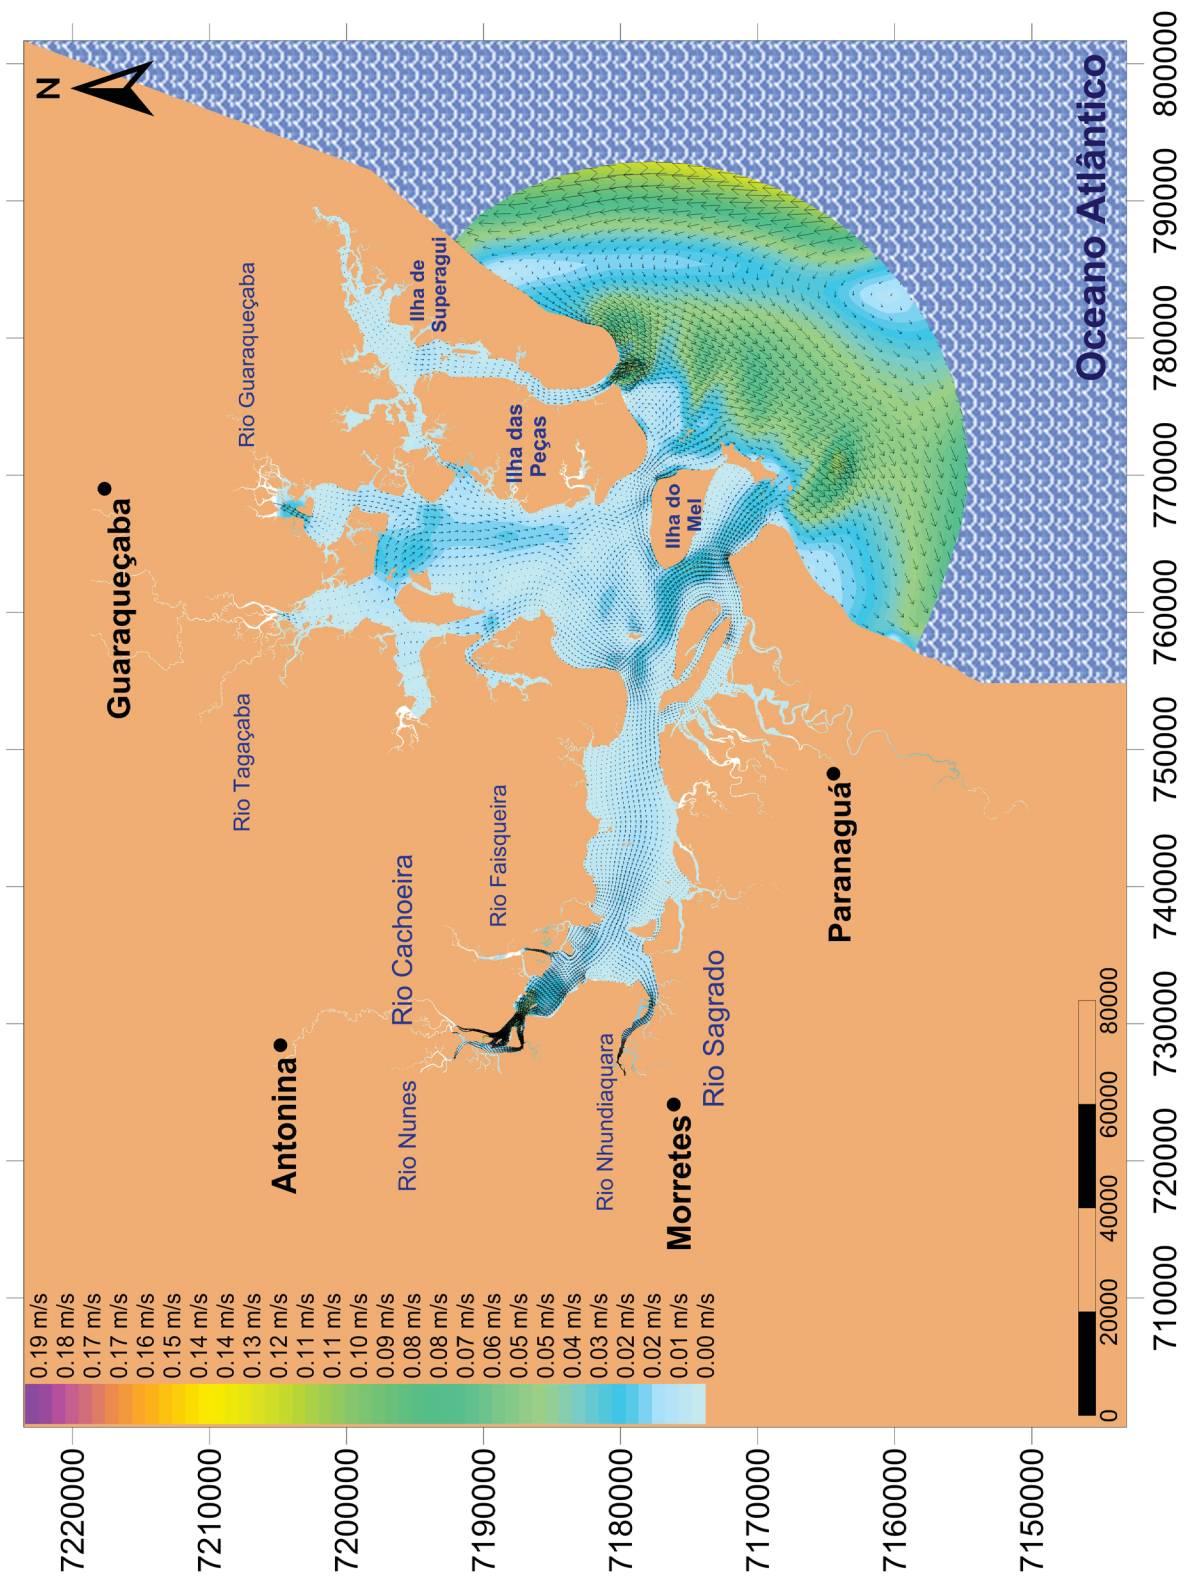 N
0.19 m/s
0.18 m/s
0.17 m/s
0.17 m/s
0.16 m/s
0.15 m/s
0.14 m/s
0.14 m/s
0.13 m/s
0.12 m/s
0.11 m/s
0.11 m/s
0.10 m/s
0.09 m/s
0.08 m/s
0.08 m/s
0.07 m/s
0.06 m/s
0.05 m/s
0.05 m/s
0.04 m/s
0.03 m/s
0.02 m/s
0.02 m/s
0.01 m/s
0.00 m/s
Guaraqueçaba
Rio Tagaçaba
Rio Guaraqueçaba
Antonina
Rio Nunes
Rio Cachoeira
Ilha de
Superagui
Rio Faisqueira
Ilha das
Peças
Rio Nhundiaquara
Morretes
Rio Sagrado
Ilha do
Mel
Paranaguá
Oceano Atlântico
0 20000 40000 60000 80000
7220000
7210000
7200000
7190000
7180000
7170000
7160000
7150000
710000 720000 730000 740000 750000 760000 770000 780000 790000 800000